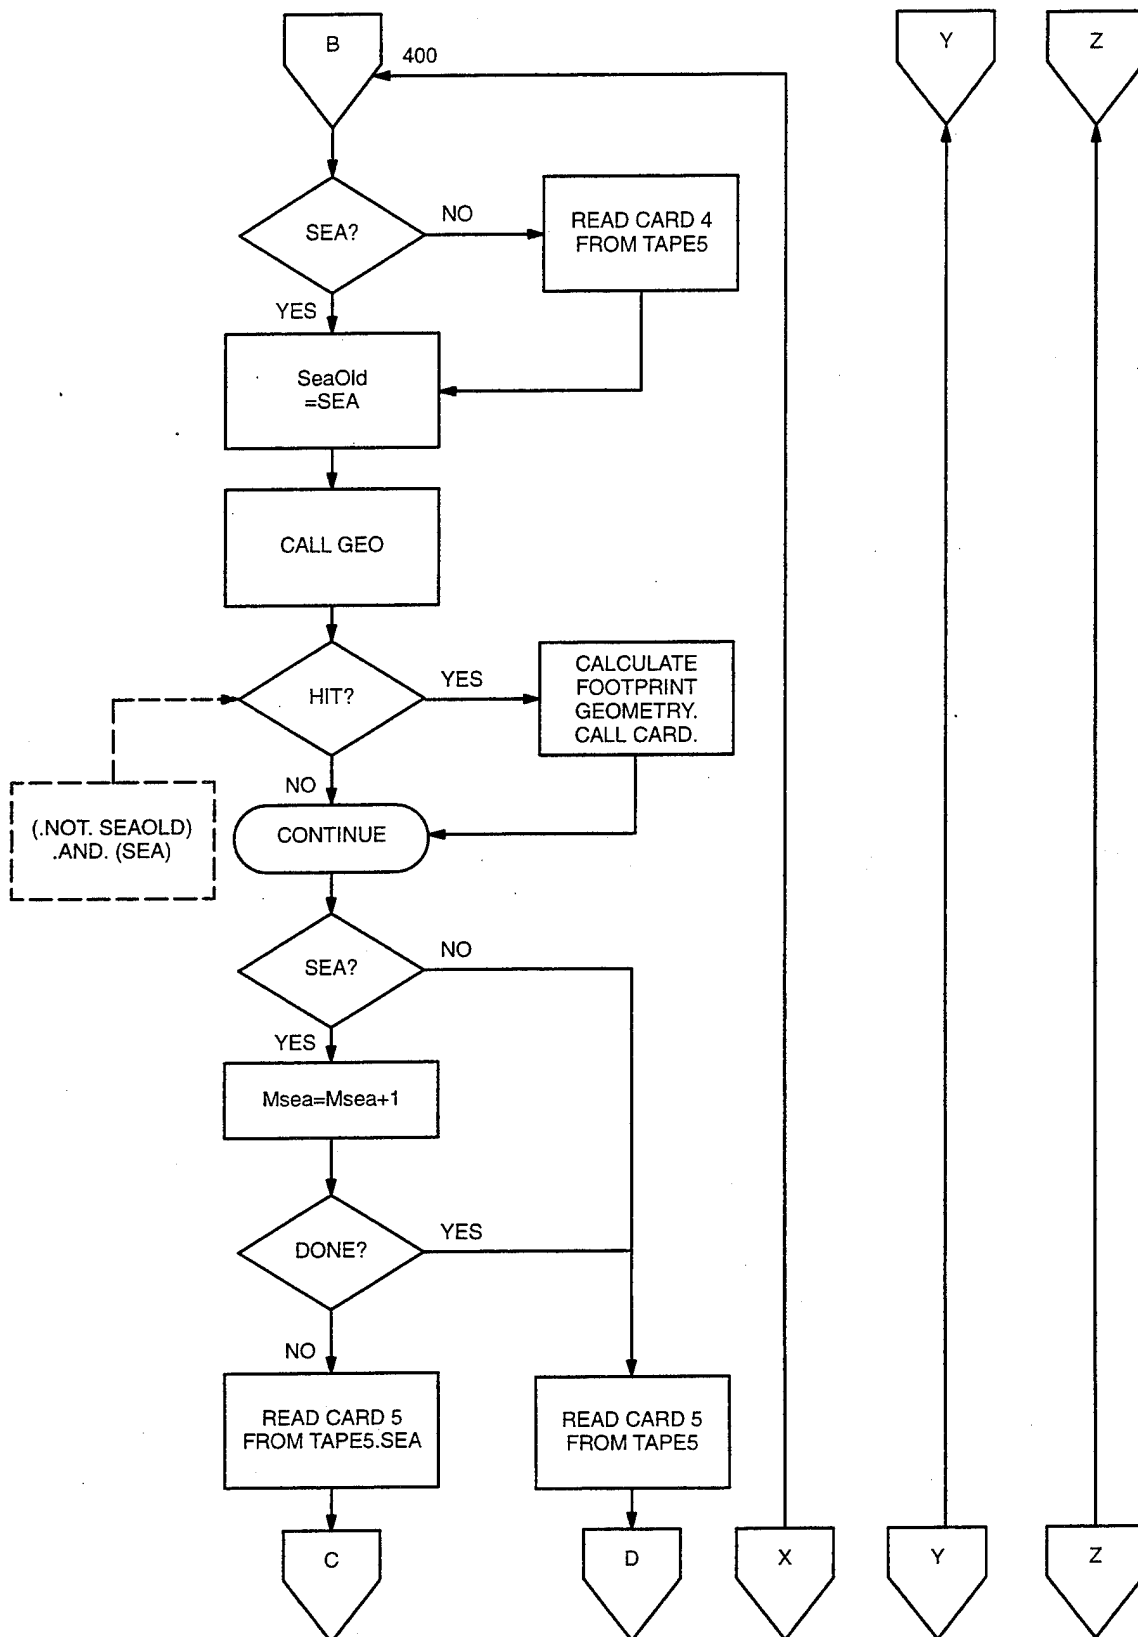 B
400
Y
Z
SEA?
NO
READ CARD 4
FROM TAPE5
YES
SeaOld
=SEA
CALL GEO
HIT?
YES
CALCULATE
FOOTPRINT
GEOMETRY.
CALL CARD.
NO
(.NOT. SEAOLD)
.AND. (SEA)
CONTINUE
SEA?
NO
YES
Msea=Msea+1
DONE?
YES
NO
READ CARD 5
FROM TAPE5.SEA
READ CARD 5
FROM TAPE5
C
D
X
Y
Z